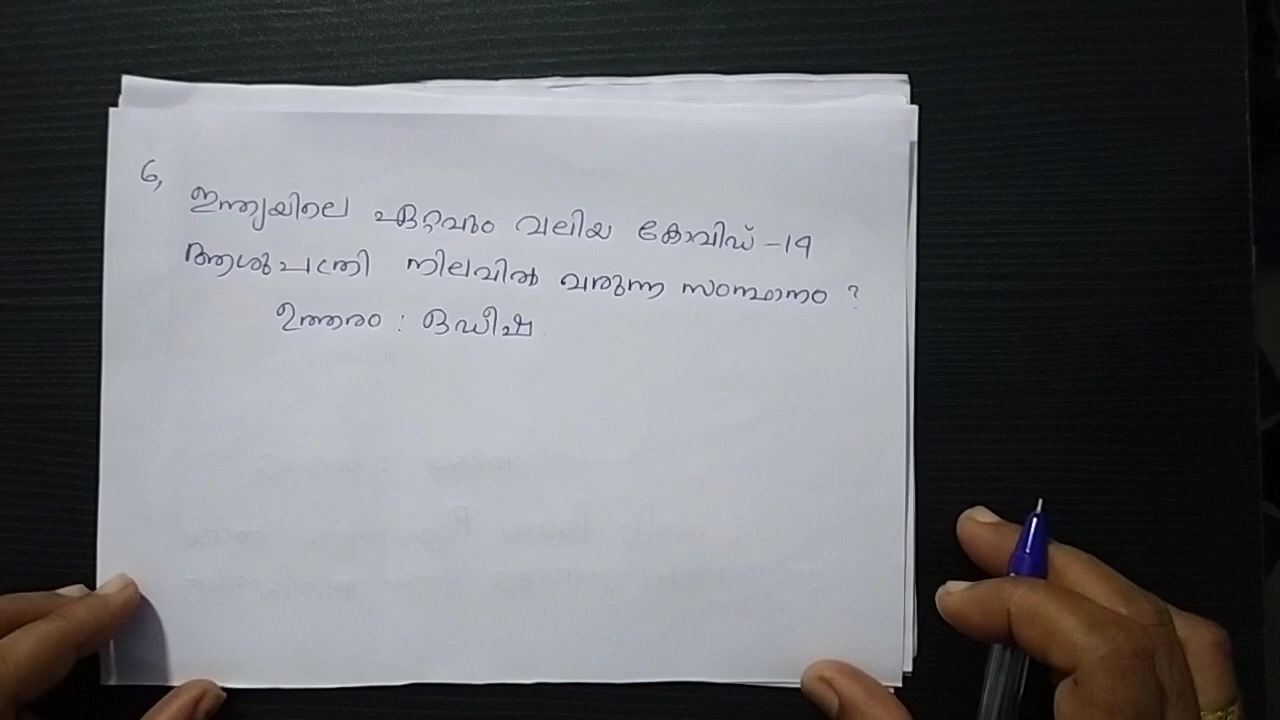 6,
ഇന്ത്യയിലെ ഏറ്റവും വലിയ കോവിഡ് -19
ആശുപത്രി നിലവിൽ വരുന്ന സംസ്ഥാനം ?
ഉത്തരം : ഒഡീഷ